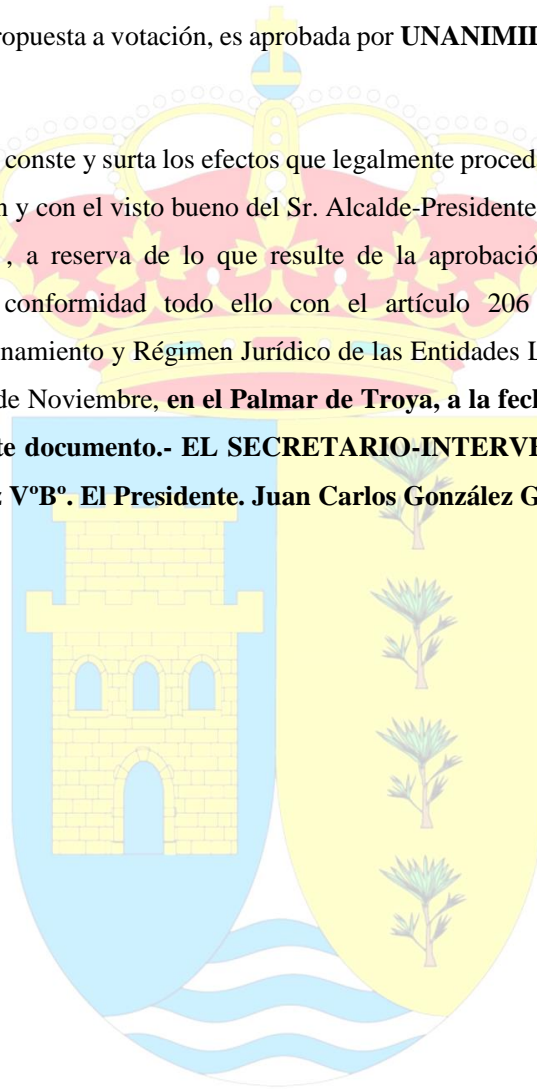 ropuesta a votación, es aprobada por UNANIMI
conste y surta los efectos que legalmente proced
n y con el visto bueno del Sr. Alcalde-Presidente
, a reserva de lo que resulte de la aprobació
conformidad todo ello con el artículo 206
namiento y Régimen Jurídico de las Entidades L
de Noviembre, en el Palmar de Troya, a la fec
te documento.- EL SECRETARIO-INTERVE
z VºBº. El Presidente. Juan Carlos González G